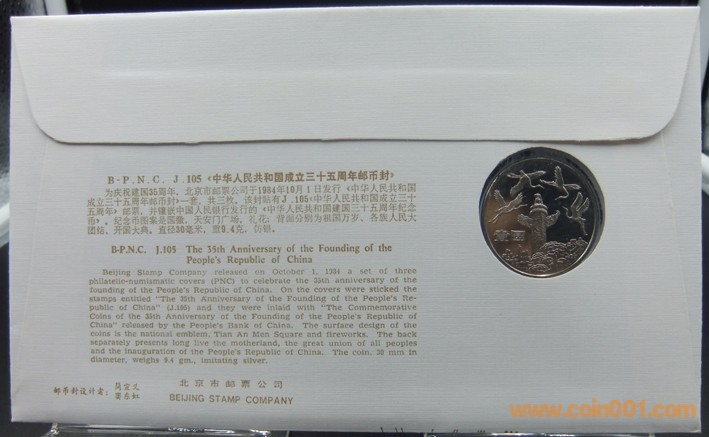 B-P.N.C. J.105《中华人民共和国成立三十五周年邮币封》
为庆祝建国35周年，北京市邮票公司于1984年10月1日发行《中华人民共和国
成立三十五周年邮币封》一套，共三枚。该封贴有J.105《中华人民共和国成立三十
五周年》邮票，并镶嵌中国人民银行发行的《中华人民共和国建国三十五周年纪念
币》。纪念币图案是国徽、天安门广场、礼花；背面分别为祖国万岁、各族人民大
团结、开国大典。直径30毫米，重9.4克，仿银。
B-P.N.C. J.105 The 35th Anniversary of the Founding of the
People's Republic of China
Beijing Stamp Company released on October 1, 1984 a set of three
philatelic-numismatic covers (PNC) to celebrate the 35th anniversary of the
founding of the People's Republic of China. On the covers were sticked the
stamps entitled "The 35th Anniversary of the Founding of the People's Re-
public of China" (J.105) and they were inlaid with "The Commemorative
Coins of the 35th Anniversary of the Founding of the People's Republic of
China" released by the People's Bank of China. The surface design of the
coins is the national emblem, Tian An Men Square and fireworks. The back
separately presents long live the motherland, the great union of all peoples
and the Inauguration of the People's Republic of China. The coin, 30 mm in
diameter, weighs 9.4 gm., imitating silver.
邮币封设计者：
北京市邮票公司
BEIJING STAMP COMPANY
壹圆
www.coin001.com